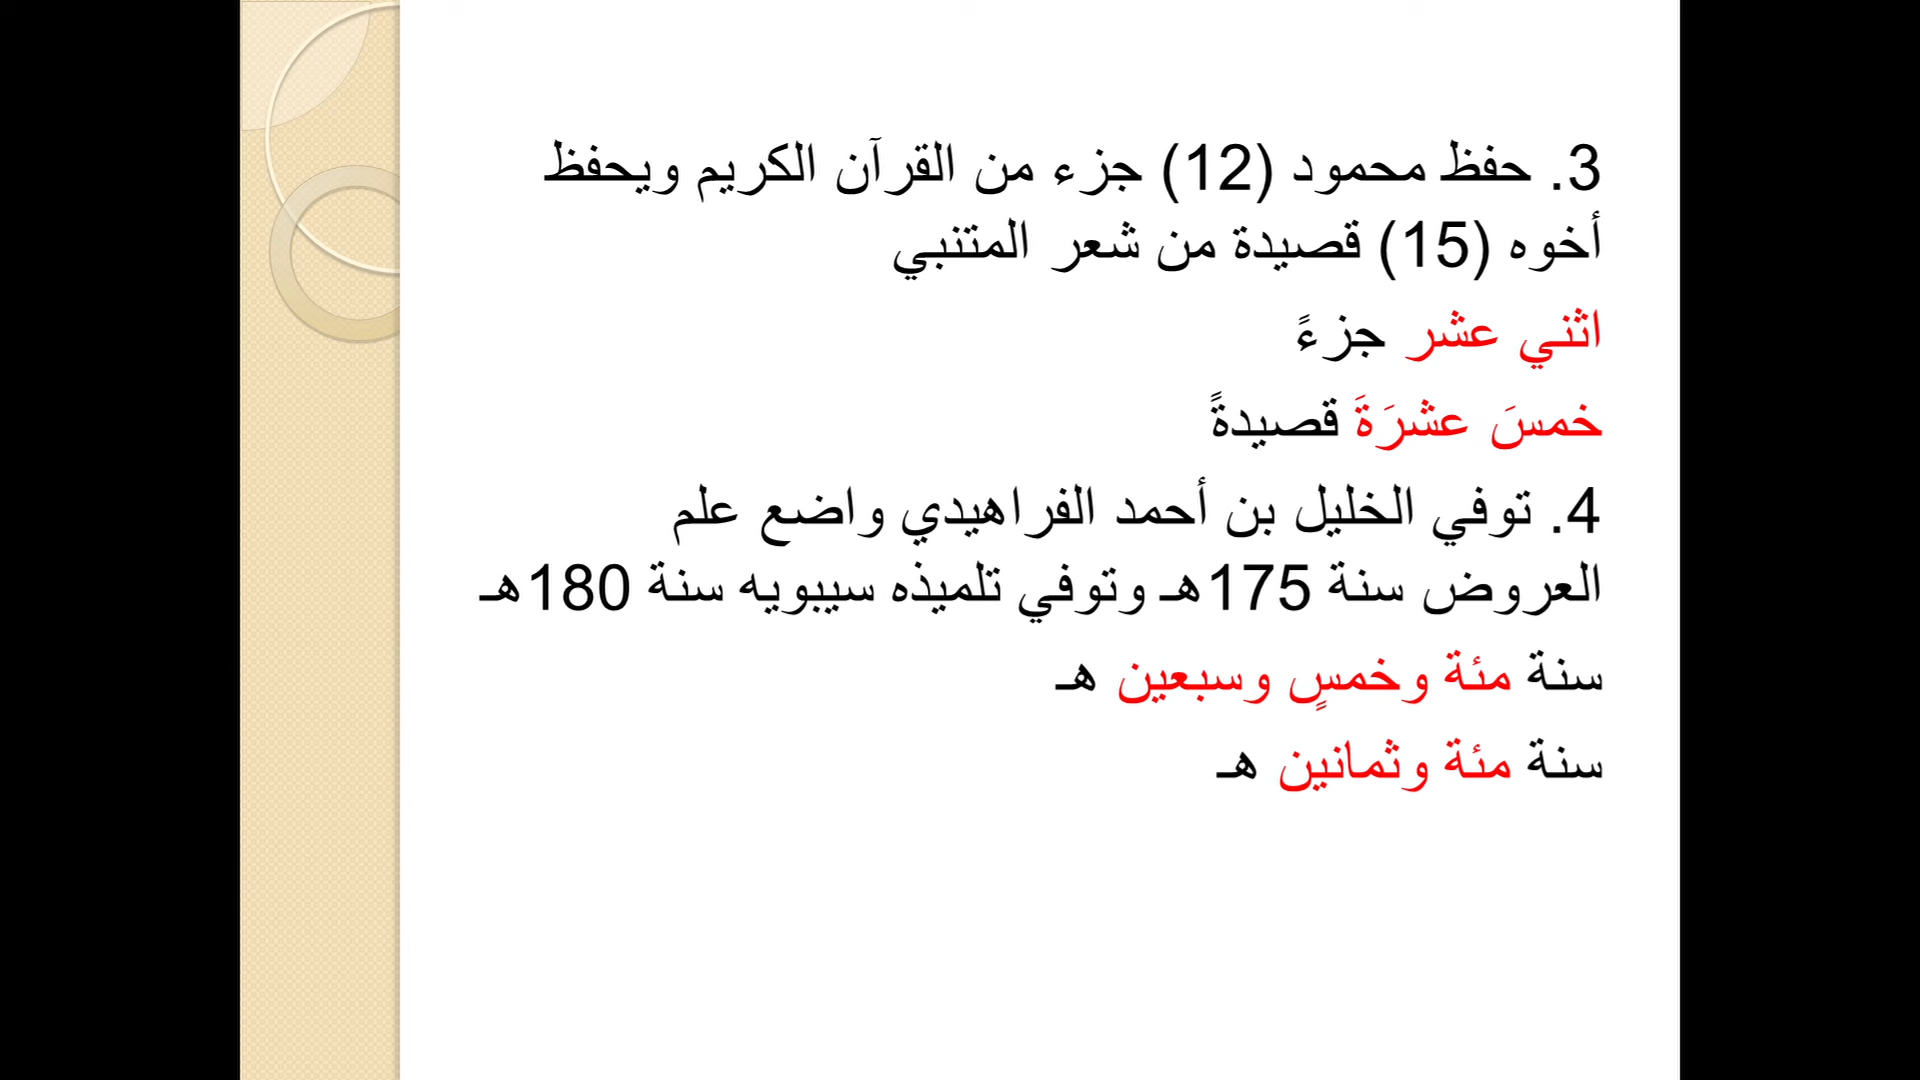 3. حفظ محمود (12) جزء من القرآن الكريم ويحفظ
أخوه (15) قصيدة من شعر المتنبي
اثني عشر جزءً
خمسَ عشرَةَ قصيدةً
4. توفي الخليل بن أحمد الفراهيدي واضع علم
العروض سنة 175هـ وتوفي تلميذه سيبويه سنة 180هـ
سنة مئة وخمسٍ وسبعين هـ
سنة مئة وثمانين هـ